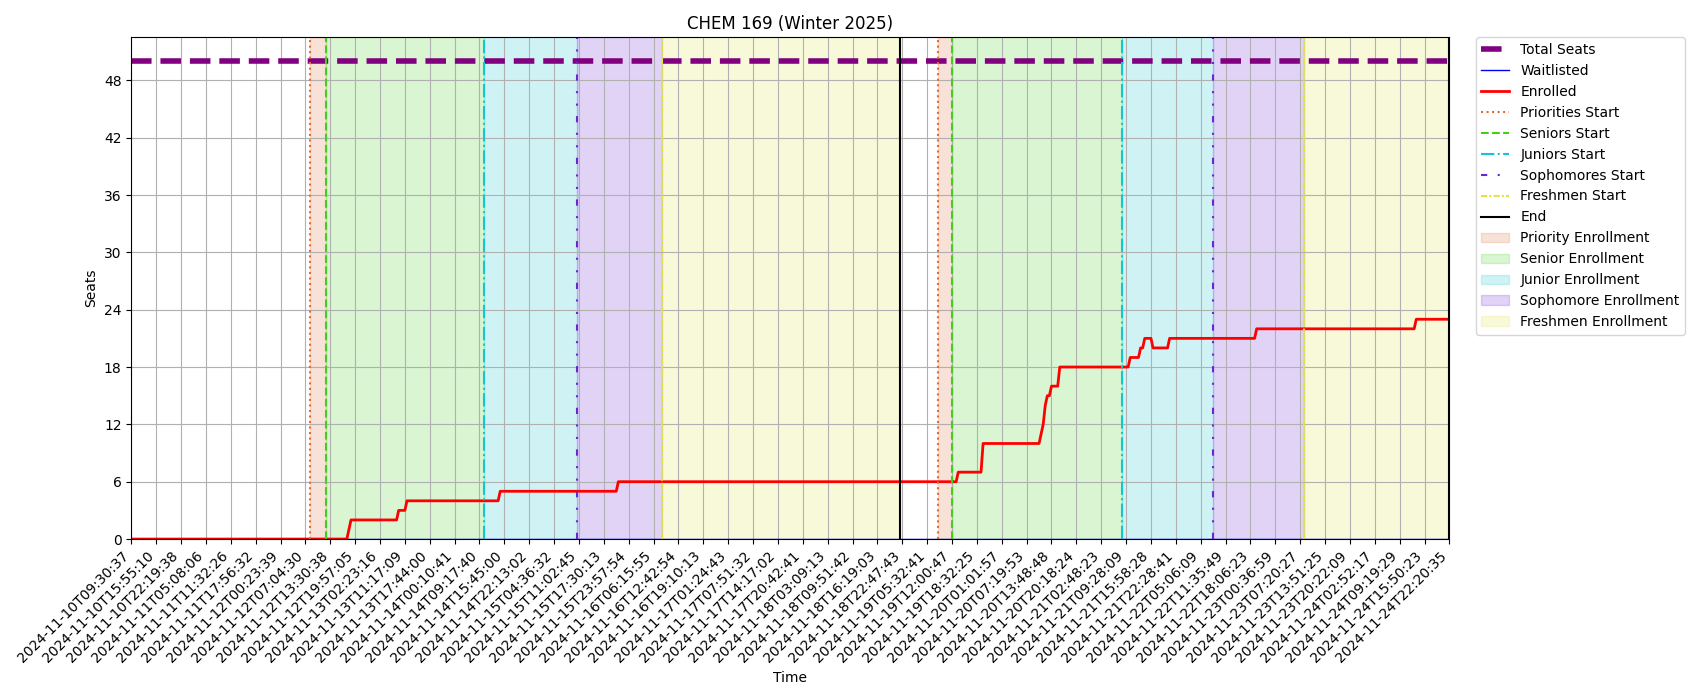 CHEM 169 (Winter 2025)
Seats
48
42
36
30
24
18
12
6
0
2024-11-10T09:30:37
2024-11-10T15:55:10
2024-11-10T22:19:38
2024-11-11T05:08:06
2024-11-11T11:32:26
2024-11-11T17:56:32
2024-11-12T00:23:39
2024-11-12T07:04:30
2024-11-12T13:30:38
2024-11-12T19:57:05
2024-11-13T02:23:16
2024-11-13T11:17:09
2024-11-13T17:44:00
2024-11-14T00:10:41
2024-11-14T09:17:40
2024-11-14T15:45:00
2024-11-14T22:13:02
2024-11-15T04:36:32
2024-11-15T11:02:45
2024-11-15T17:30:13
2024-11-15T23:57:54
2024-11-16T06:15:55
2024-11-16T12:42:54
2024-11-16T19:10:13
2024-11-17T01:24:43
2024-11-17T07:51:32
2024-11-17T14:17:02
2024-11-17T20:42:41
2024-11-18T03:09:13
2024-11-18T09:51:42
2024-11-18T16:19:03
2024-11-18T22:47:43
2024-11-19T05:32:41
2024-11-19T12:00:47
2024-11-19T18:32:25
2024-11-20T01:01:57
2024-11-20T07:19:53
2024-11-20T13:48:48
2024-11-20T20:18:24
2024-11-21T02:48:23
2024-11-21T09:28:09
2024-11-21T15:58:28
2024-11-21T22:28:41
2024-11-22T05:06:09
2024-11-22T11:35:49
2024-11-22T18:06:23
2024-11-23T00:36:59
2024-11-23T07:20:27
2024-11-23T13:51:25
2024-11-23T20:22:09
2024-11-24T02:52:17
2024-11-24T09:19:29
2024-11-24T15:50:23
2024-11-24T22:20:35
Time
Total Seats
Waitlisted
Enrolled
Priorities Start
Seniors Start
Juniors Start
Sophomores Start
Freshmen Start
End
Priority Enrollment
Senior Enrollment
Junior Enrollment
Sophomore Enrollment
Freshmen Enrollment